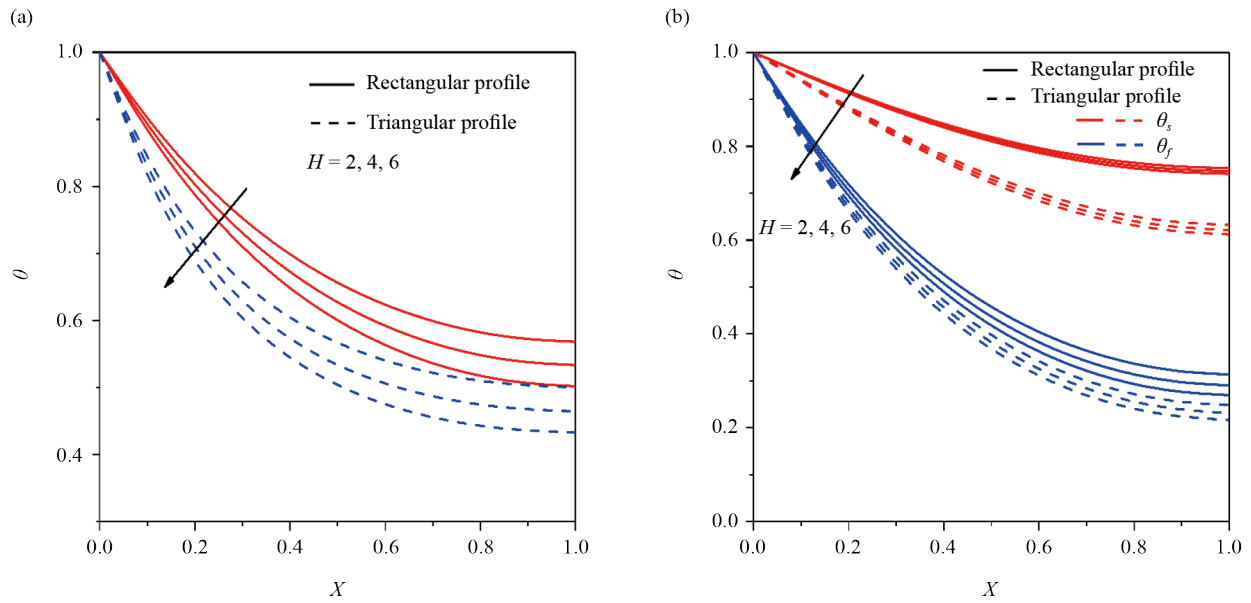 (a)
1.0
0.8
0.6
0.4
θ
Rectangular profile
Triangular profile
H = 2, 4, 6
0.0 0.2 0.4 0.6 0.8 1.0
X
(b)
1.0
0.8
0.6
0.4
0.2
0.0
θ
Rectangular profile
Triangular profile
θs
θf
H = 2, 4, 6
0.0 0.2 0.4 0.6 0.8 1.0
X